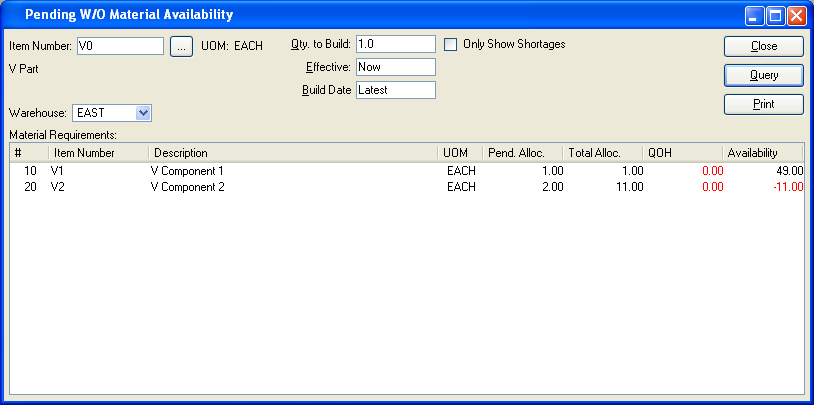 Pending W/O Material Availability
Item Number: V0 ... UOM: EACH Qty. to Build: 1.0 Only Show Shortages Close
V Part Effective: Now Query
Build Date Latest Print
Warehouse: EAST
Material Requirements:
# Item Number Description UOM Pend. Alloc. Total Alloc. QOH Availability
10 V1 V Component 1 EACH 1.00 1.00 0.00 49.00
20 V2 V Component 2 EACH 2.00 11.00 0.00 -11.00